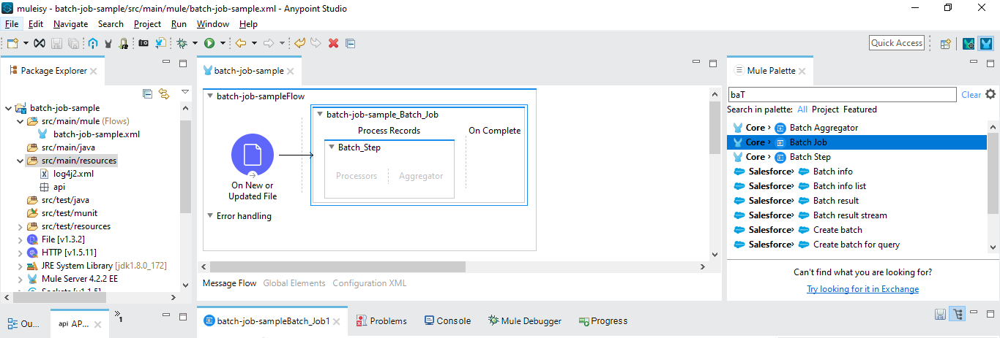 muleisy - batch-job-sample/src/main/mule/batch-job-sample.xml - Anypoint Studio
File Edit Navigate Search Project Run Window Help
Quick Access
Package Explorer
batch-job-sample
src/main/mule (Flows)
batch-job-sample.xml
src/main/java
src/main/resources
log4j2.xml
api
src/test/java
src/test/munit
src/test/resources
File [v1.3.2]
HTTP [v1.5.11]
JRE System Library [jdk1.8.0_172]
Mule Server 4.2.2 EE
Sockets [v1.1.5]
Ou...
api AP...
1
batch-job-sample
batch-job-sampleFlow
batch-job-sample_Batch_Job
Process Records
On Complete
Batch_Step
Processors
Aggregator
On New or
Updated File
Error handling
Message Flow Global Elements Configuration XML
Mule Palette
baT
Clear
Search in palette: All Project Featured
Core > Batch Aggregator
Core > Batch Job
Core > Batch Step
Salesforce> Batch info
Salesforce> Batch info list
Salesforce> Batch result
Salesforce> Batch result stream
Salesforce> Create batch
Salesforce> Create batch for query
Can't find what you are looking for?
Try looking for it in Exchange
batch-job-sampleBatch_Job1 Problems Console Mule Debugger Progress